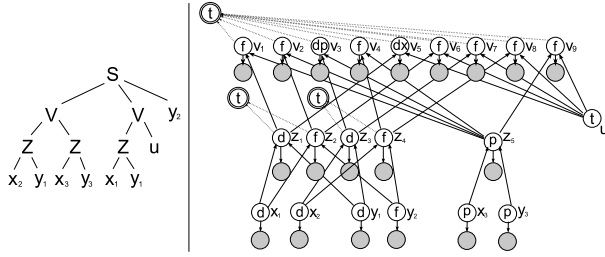 S
V V y₂
Z Z Z u
x₂ y₁ x₃ y₃ x₁ y₁
t
f v₁ f v₂ dp v₃ f v₄ dx v₅ f v₆ f v₇ f v₈ f v₉
t t
t u
d z₁ f z₂ d z₃ f z₄ p z₅
d x₁ d x₂ d y₁ f y₂ p x₃ p y₃